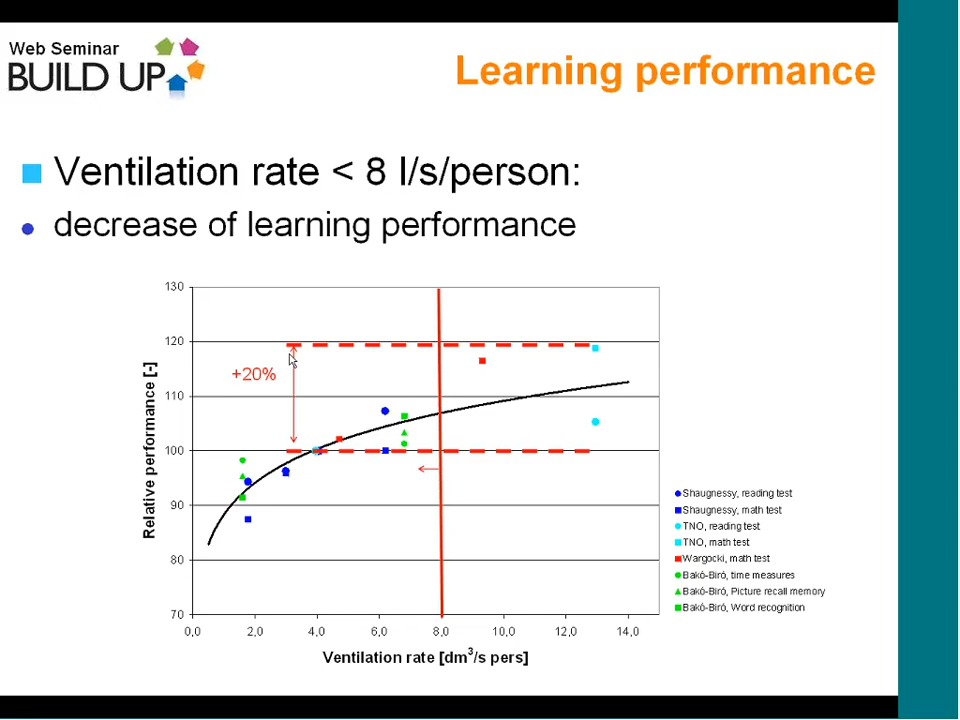 Web Seminar
BUILD UP
Learning performance
Ventilation rate < 8 l/s/person:
decrease of learning performance
130
120
110
100
90
80
70
+20%
Relative performance [-]
0,0 2,0 4,0 6,0 8,0 10,0 12,0 14,0
Ventilation rate [dm³/s pers]
Shaugnessy, reading test
Shaugnessy, math test
TNO, reading test
TNO, math test
Wargocki, math test
Bakó-Biró, time measures
Bakó-Biró, Picture recall memory
Bakó-Biró, Word recognition